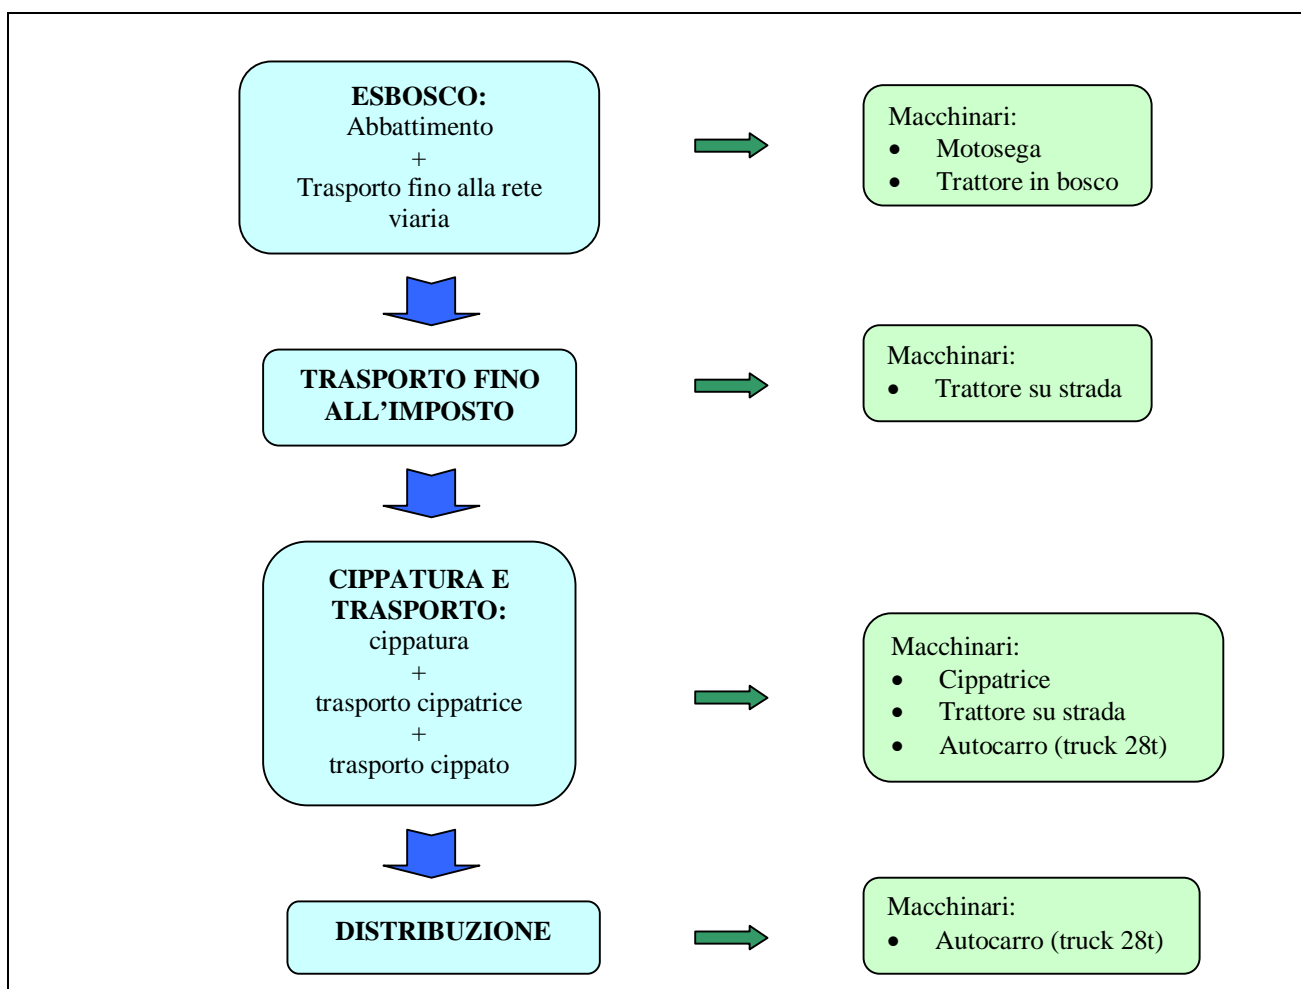 ESBOSCO:
Abbattimento
+
Trasporto fino alla rete
viaria
Macchinari:
• Motosega
• Trattore in bosco
TRASPORTO FINO
ALL’IMPOSTO
Macchinari:
• Trattore su strada
CIPPATURA E
TRASPORTO:
cippatura
+
trasporto cippatrice
+
trasporto cippato
Macchinari:
• Cippatrice
• Trattore su strada
• Autocarro (truck 28t)
DISTRIBUZIONE
Macchinari:
• Autocarro (truck 28t)